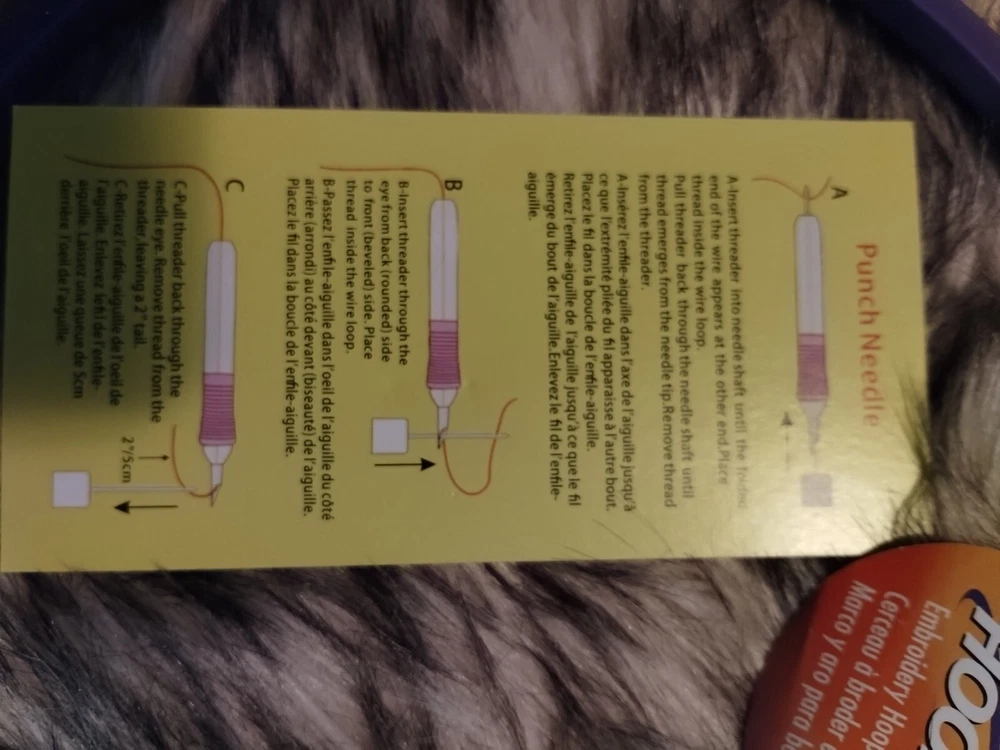 Punch Needle
A
A-Insert threader into needle shaft until the folded
end of the wire appears at the other end.Place
thread inside the wire loop.
Pull threader back through the needle shaft until
thread emerges from the needle tip.Remove thread
from the threader.
A-Insérez l'enfile-aiguille dans l'axe de l'aiguille jusqu'à
ce que l'extrémité pliée du fil apparaisse à l'autre bout.
Placez le fil dans la boucle de l'enfile-aiguille.
Retirez l'enfile-aiguille de l'aiguille jusqu'à ce que le fil
émerge du bout de l'aiguille.Enlevez le fil de l'enfile-
aiguille.
B
B-Insert threader through the
eye from back (rounded) side
to front (beveled) side. Place
thread inside the wire loop.
B-Passez l'enfile-aiguille dans l'oeil de l'aiguille du côté
arrière (arrondi) au côté devant (biseauté) de l'aiguille.
Placez le fil dans la boucle de l'enfile-aiguille.
C
C-Pull threader back through the
needle eye. Remove thread from the
threader, leaving a 2" tail.
2"/5cm
C-Retirez l'enfile-aiguille de l'oeil de
l'aiguille. Enlevez le fil de l'enfile-
aiguille. Laissez une queue de 5cm
derrière l'oeil de l'aiguille.
HOO
Embroidery Hoop
Cerceau à broder
Marco y aro para b